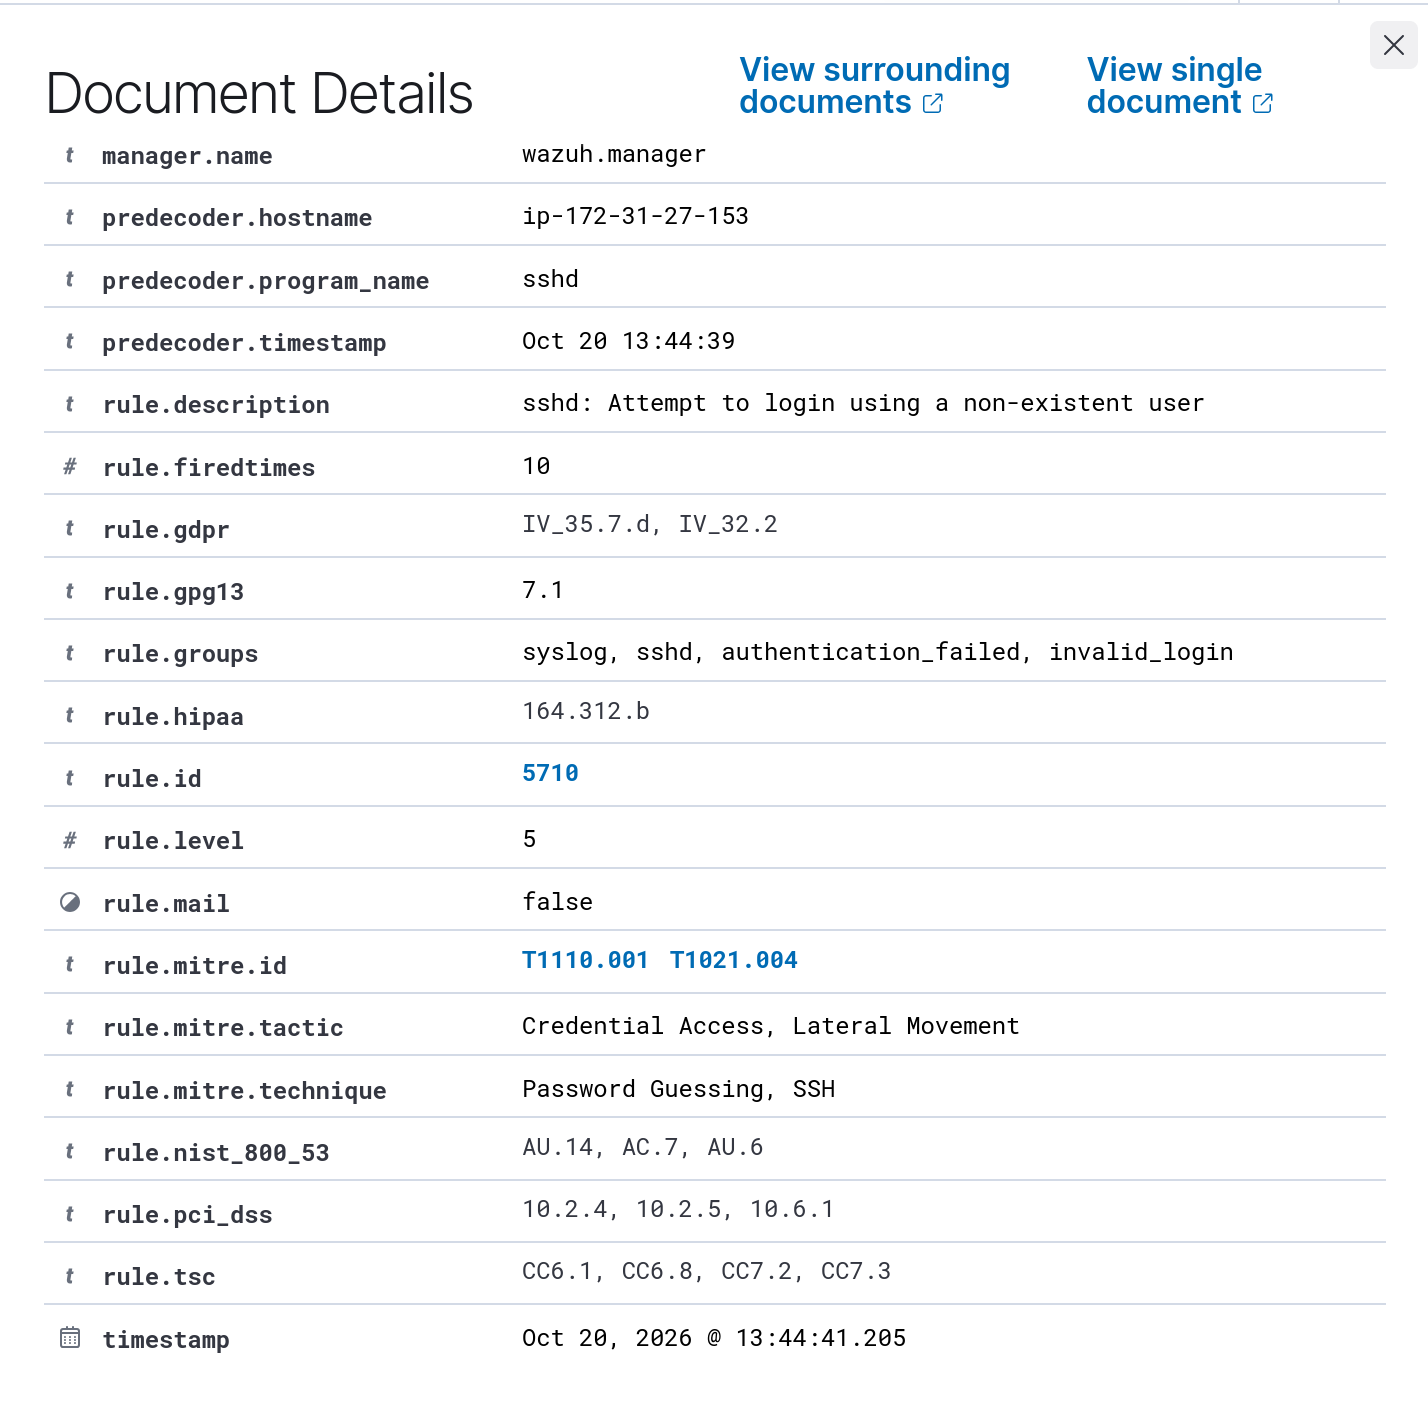 Document Details
View surrounding
documents
View single
document
t manager.name wazuh.manager
t predecoder.hostname ip-172-31-27-153
t predecoder.program_name sshd
t predecoder.timestamp Oct 20 13:44:39
t rule.description sshd: Attempt to login using a non-existent user
# rule.firedtimes 10
t rule.gdpr IV_35.7.d, IV_32.2
t rule.gpg13 7.1
t rule.groups syslog, sshd, authentication_failed, invalid_login
t rule.hipaa 164.312.b
t rule.id 5710
# rule.level 5
rule.mail false
t rule.mitre.id T1110.001 T1021.004
t rule.mitre.tactic Credential Access, Lateral Movement
t rule.mitre.technique Password Guessing, SSH
t rule.nist_800_53 AU.14, AC.7, AU.6
t rule.pci_dss 10.2.4, 10.2.5, 10.6.1
t rule.tsc CC6.1, CC6.8, CC7.2, CC7.3
timestamp Oct 20, 2026 @ 13:44:41.205